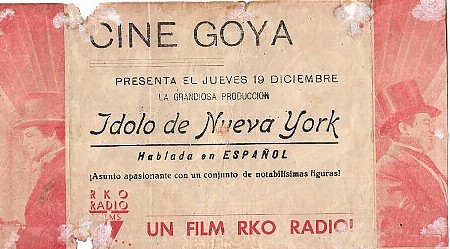 CINE GOYA
PRESENTA EL JUEVES 19 DICIEMBRE
LA GRANDIOSA PRODUCCION
Idolo de Nueva York
Hablada en ESPAÑOL
¡Asunto apasionante con un conjunto de notabilísimas figuras!
RKO
RADIO
FILMS
UN FILM RKO RADIO!